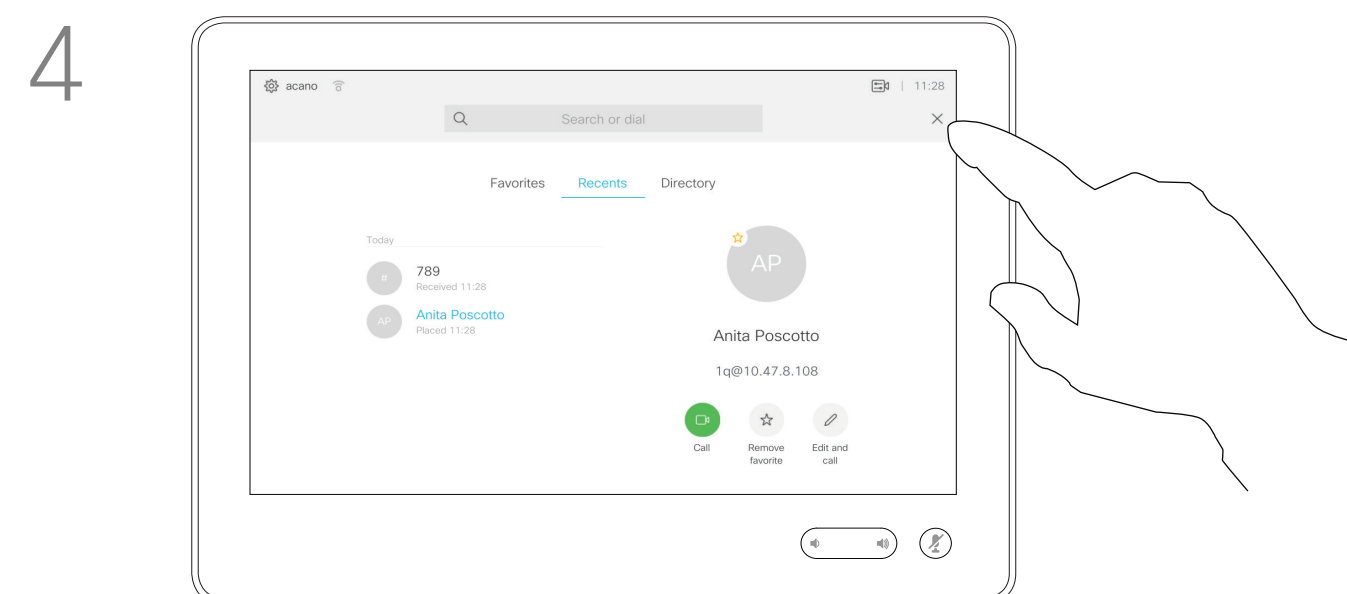 4
acano
| 11:28
Search or dial
Favorites Recents Directory
Today
#
789
Received 11:28
AP
Anita Poscotto
Placed 11:28
AP
Anita Poscotto
1q@10.47.8.108
Call
Remove
favorite
Edit and
call